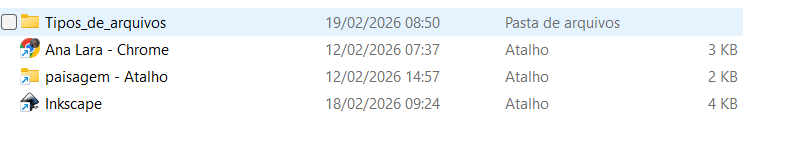 Tipos_de_arquivos 19/02/2026 08:50 Pasta de arquivos
Ana Lara - Chrome 12/02/2026 07:37 Atalho 3 KB
paisagem - Atalho 12/02/2026 14:57 Atalho 2 KB
Inkscape 18/02/2026 09:24 Atalho 4 KB